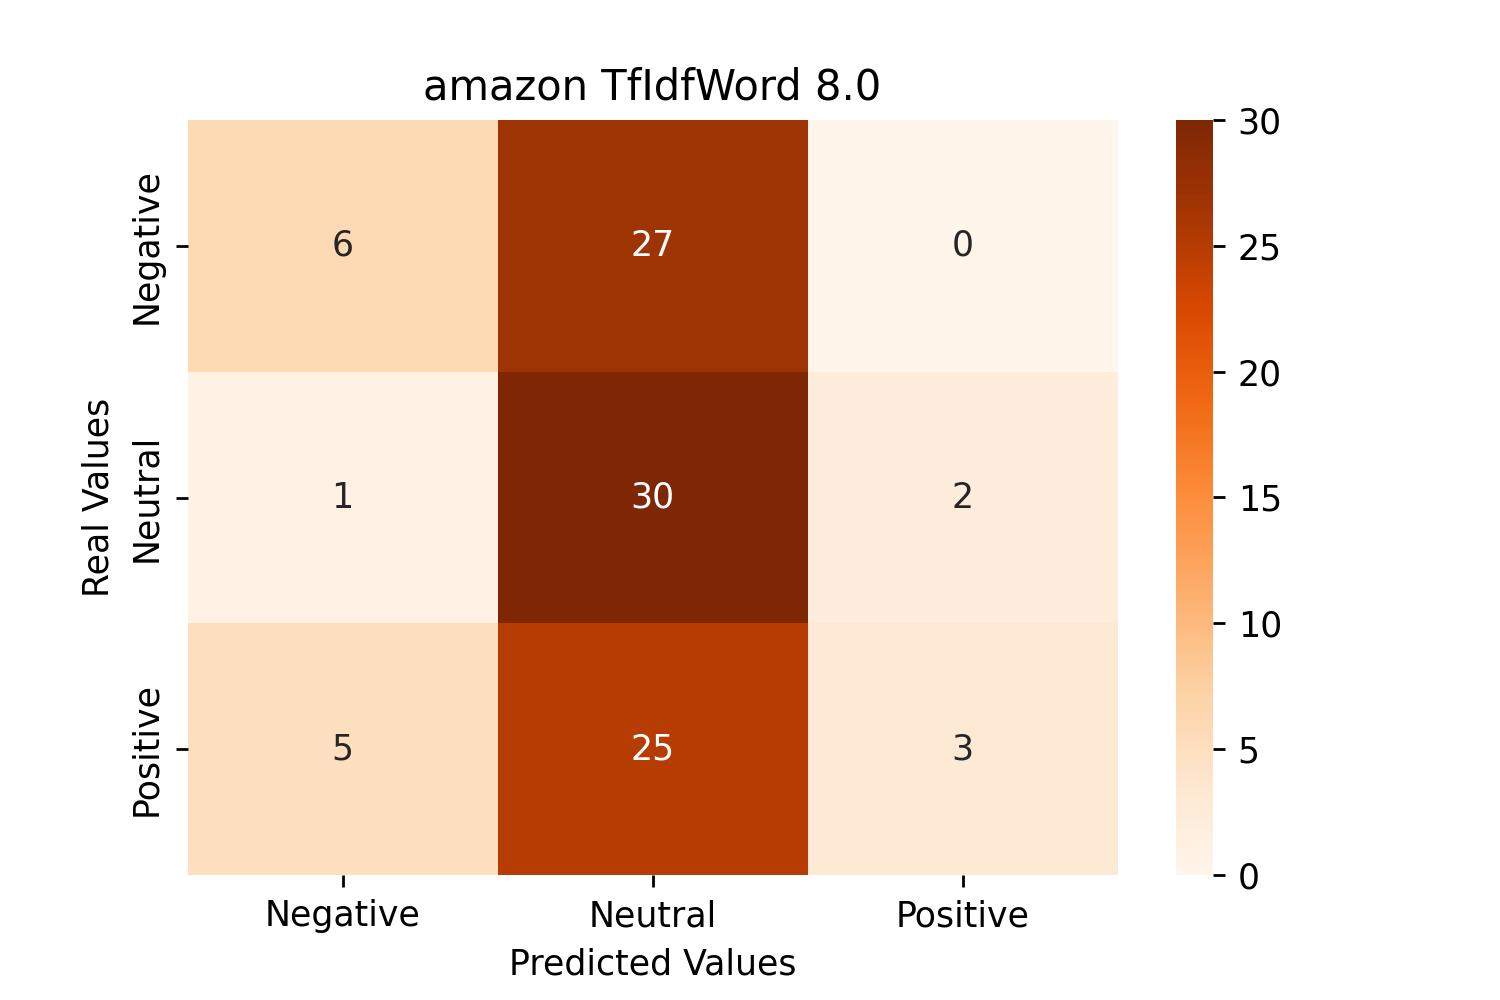 amazon TfIdfWord 8.0
Real Values
Negative
6 27 0
Neutral
1 30 2
Positive
5 25 3
Negative Neutral Positive
Predicted Values
30
25
20
15
10
5
0